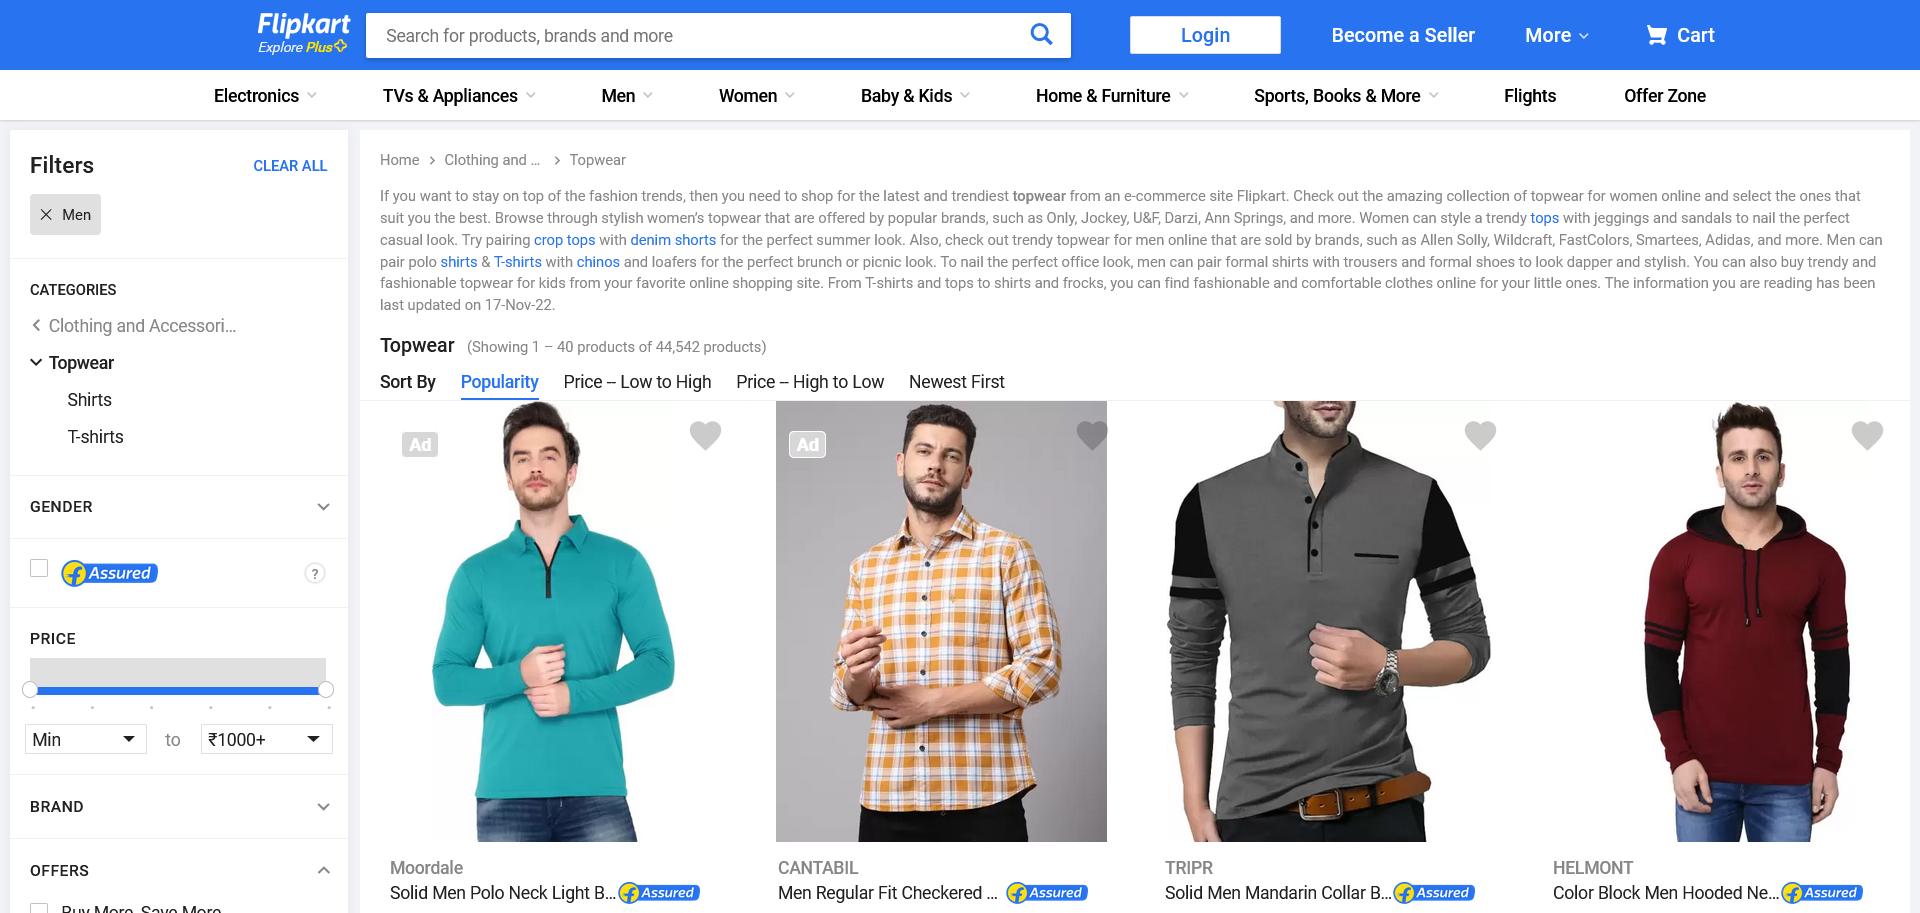 Flipkart
Explore Plus
Search for products, brands and more
Login
Become a Seller
More
Cart
Electronics
TVs & Appliances
Men
Women
Baby & Kids
Home & Furniture
Sports, Books & More
Flights
Offer Zone
Filters
CLEAR ALL
Men
CATEGORIES
Clothing and Accessori...
Topwear
Shirts
T-shirts
GENDER
Assured
?
PRICE
Min
to
₹1000+
BRAND
OFFERS
Buy More, Save More
Home
Clothing and ...
Topwear
If you want to stay on top of the fashion trends, then you need to shop for the latest and trendiest topwear from an e-commerce site Flipkart. Check out the amazing collection of topwear for women online and select the ones that
suit you the best. Browse through stylish women's topwear that are offered by popular brands, such as Only, Jockey, U&F, Darzi, Ann Springs, and more. Women can style a trendy tops with jeggings and sandals to nail the perfect
casual look. Try pairing crop tops with denim shorts for the perfect summer look. Also, check out trendy topwear for men online that are sold by brands, such as Allen Solly, Wildcraft, FastColors, Smartees, Adidas, and more. Men can
pair polo shirts & T-shirts with chinos and loafers for the perfect brunch or picnic look. To nail the perfect office look, men can pair formal shirts with trousers and formal shoes to look dapper and stylish. You can also buy trendy and
fashionable topwear for kids from your favorite online shopping site. From T-shirts and tops to shirts and frocks, you can find fashionable and comfortable clothes online for your little ones. The information you are reading has been
last updated on 17-Nov-22.
Topwear (Showing 1 – 40 products of 44,542 products)
Sort By
Popularity
Price -- Low to High
Price -- High to Low
Newest First
Ad
Ad
Moordale
Solid Men Polo Neck Light B... Assured
CANTABIL
Men Regular Fit Checkered ... Assured
TRIPR
Solid Men Mandarin Collar B... Assured
HELMONT
Color Block Men Hooded Ne... Assured